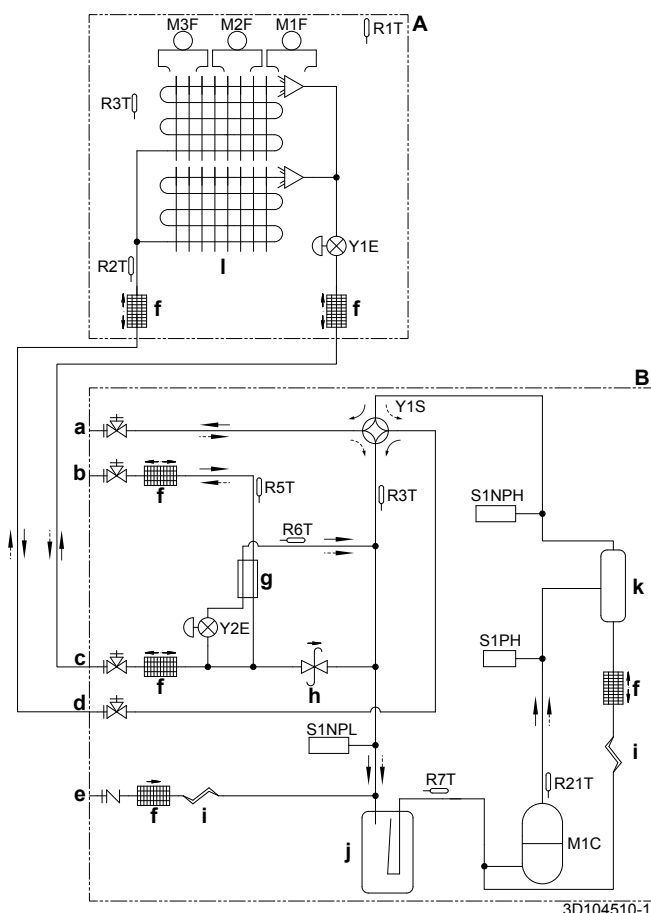 M3F M2F M1F
R1T
A
R3T
R2T
Y1E
l
f
f
B
a
Y1S
b
f
R5T
R3T
S1NPH
R6T
g
k
Y2E
S1PH
c
f
h
f
d
S1NPL
i
e
f
i
R7T
R21T
j
M1C
3D104510-1